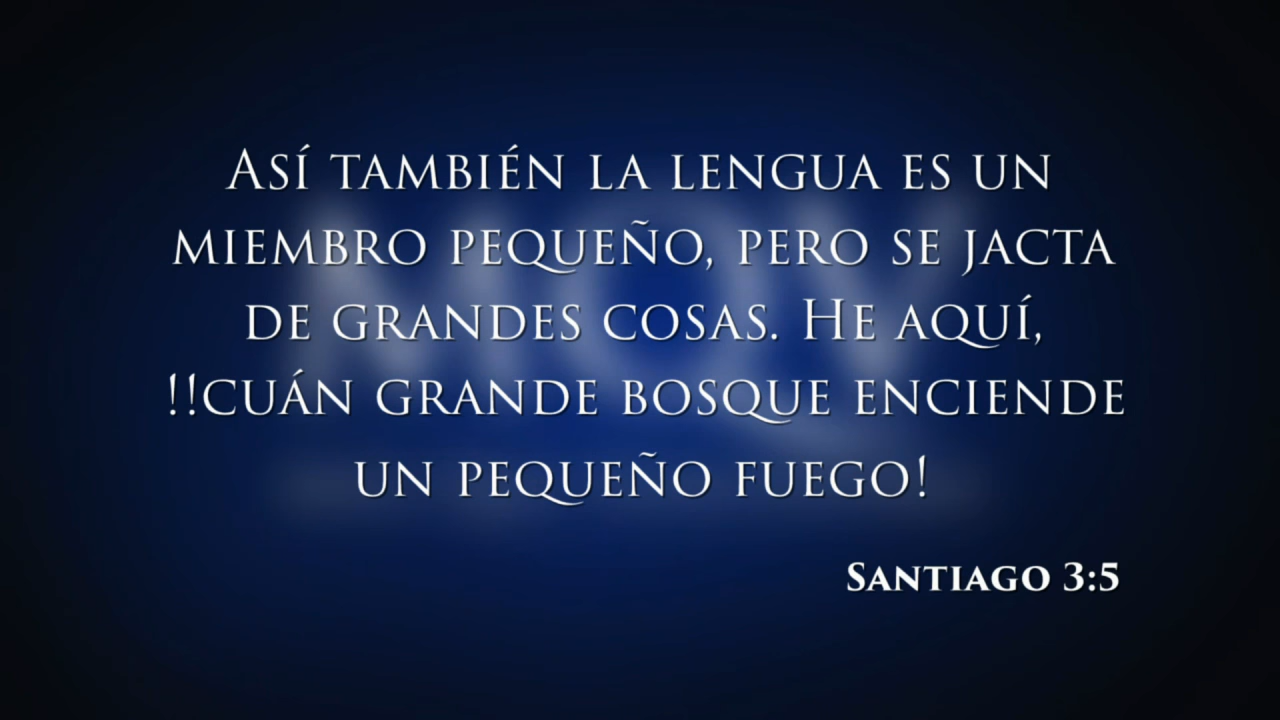 Así también la lengua es un
miembro pequeño, pero se jacta
de grandes cosas. He aquí,
!!cuán grande bosque enciende
un pequeño fuego!
Santiago 3:5